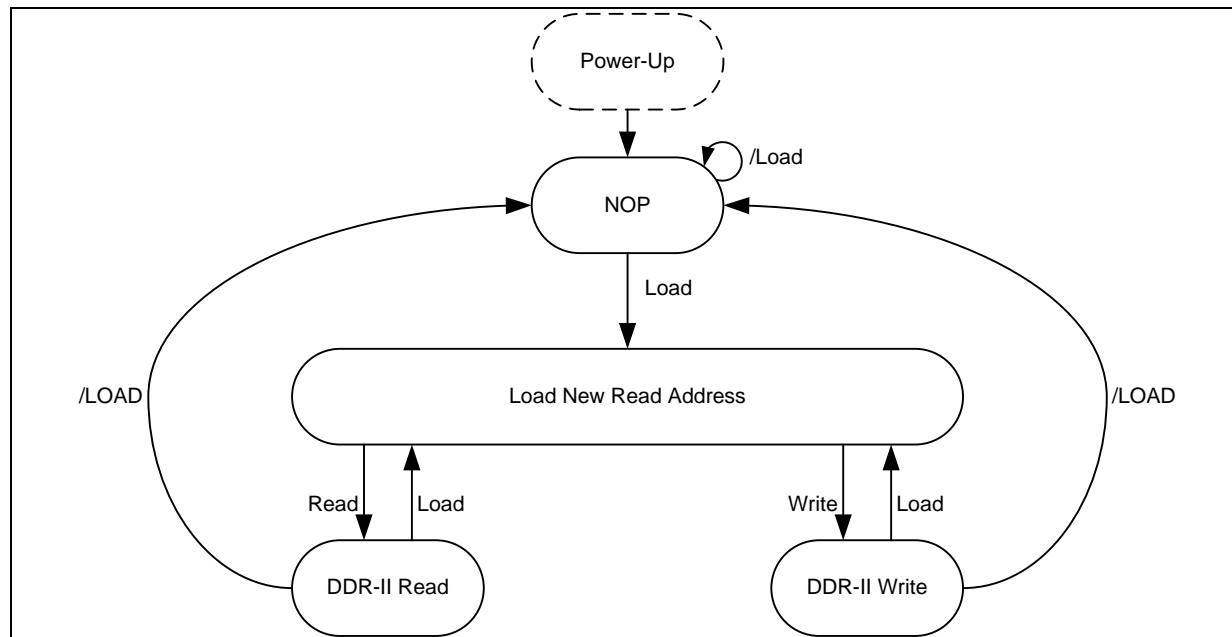 Power-Up
/Load
NOP
Load
Load New Read Address
/LOAD
/LOAD
Read
Load
Write
Load
DDR-II Read
DDR-II Write